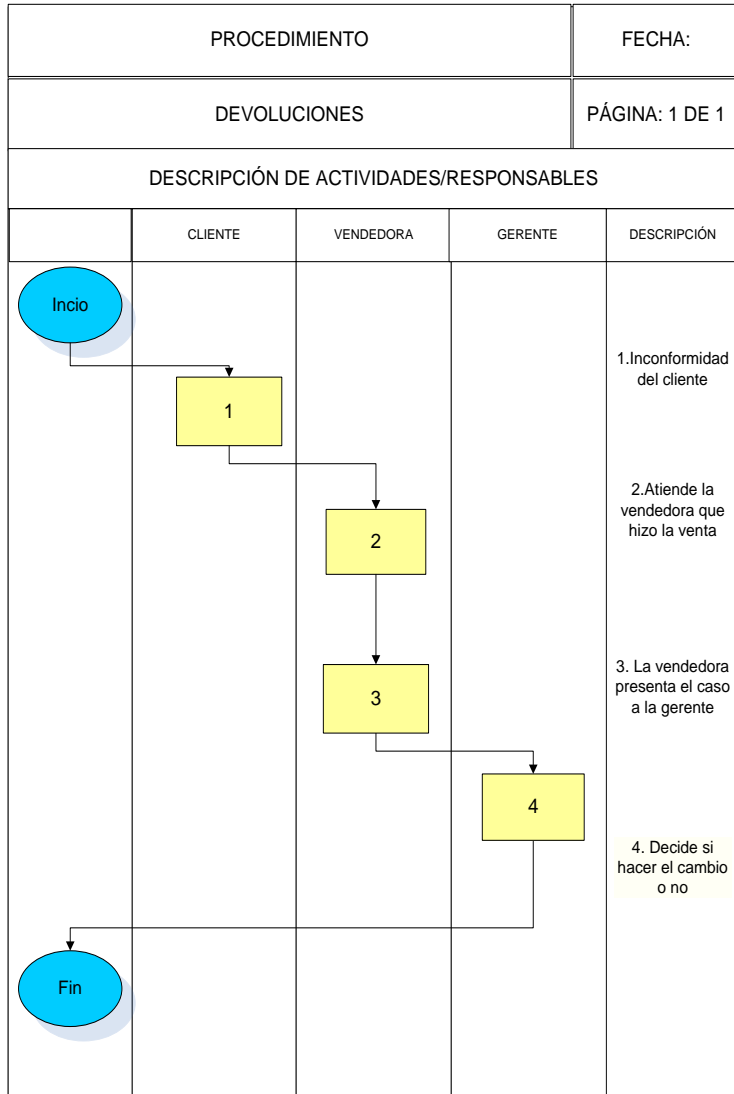 PROCEDIMIENTO
FECHA:
DEVOLUCIONES
PÁGINA: 1 DE 1
DESCRIPCIÓN DE ACTIVIDADES/RESPONSABLES
CLIENTE
VENDEDORA
GERENTE
DESCRIPCIÓN
Incio
1.Inconformidad
del cliente
1
2.Atiende la
vendedora que
hizo la venta
2
3. La vendedora
presenta el caso
a la gerente
3
4
4. Decide si
hacer el cambio
o no
Fin